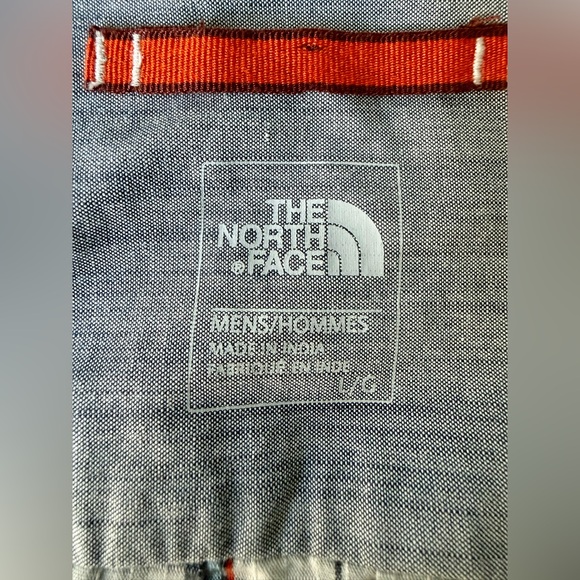 THE
NORTH
®FACE
MENS/HOMMES
MADE IN INDIA
FABRIQUÉ EN INDE
L/G